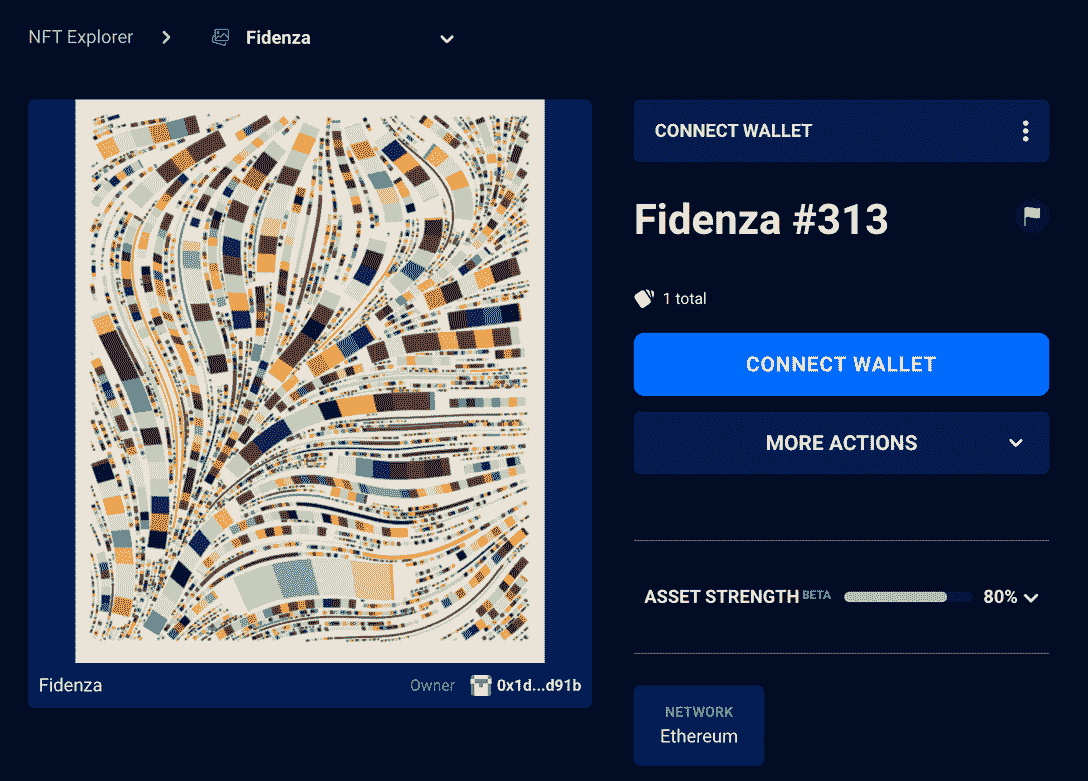 NFT Explorer
Fidenza
CONNECT WALLET
Fidenza #313
1 total
CONNECT WALLET
MORE ACTIONS
ASSET STRENGTH BETA 80%
Fidenza
Owner 0x1d...d91b
NETWORK
Ethereum